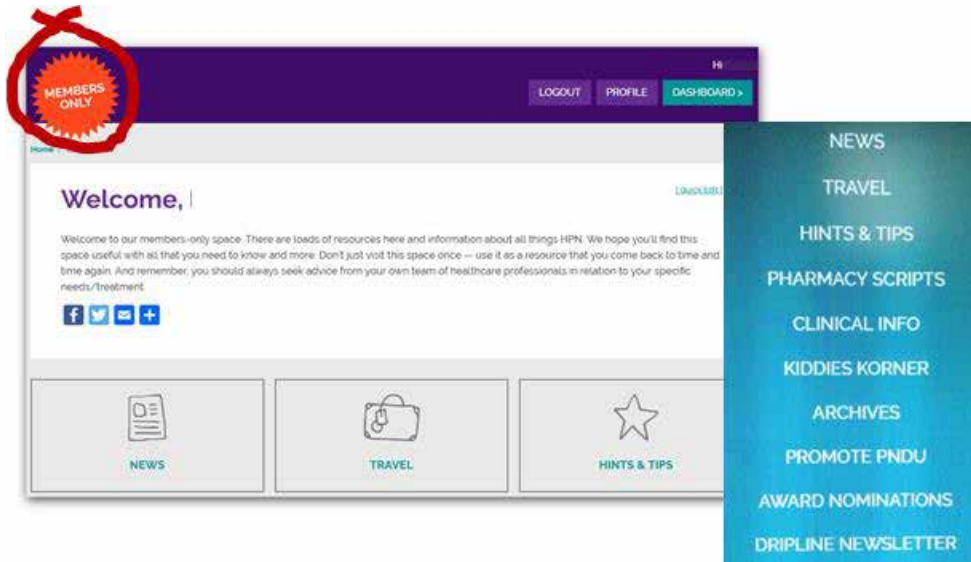 MEMBERS
ONLY
Hi
LOGOUT
PROFILE
DASHBOARD >
Home
Welcome,
[Quick Edit]
Welcome to our members-only space. There are loads of resources here and information about all things HPN. We hope you'll find this
space useful with all that you need to know and more. Don't just visit this space once — use it as a resource that you come back to time and
time again. And remember, you should always seek advice from your own team of healthcare professionals in relation to your specific
needs/treatment.
NEWS
TRAVEL
HINTS & TIPS
NEWS
TRAVEL
HINTS & TIPS
PHARMACY SCRIPTS
CLINICAL INFO
KIDDIES KORNER
ARCHIVES
PROMOTE PNDU
AWARD NOMINATIONS
DRIPLINE NEWSLETTER